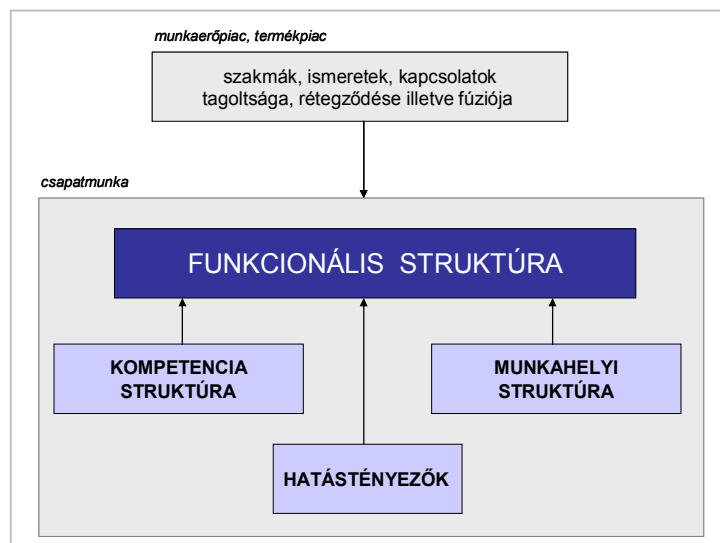 munkaerőpiac, termékpiac
szakmák, ismeretek, kapcsolatok
tagoltsága, rétegződése illetve fúziója
csapatmunka
FUNKCIONÁLIS STRUKTÚRA
KOMPETENCIA
STRUKTÚRA
MUNKAHELYI
STRUKTÚRA
HATÁSTÉNYEZŐK